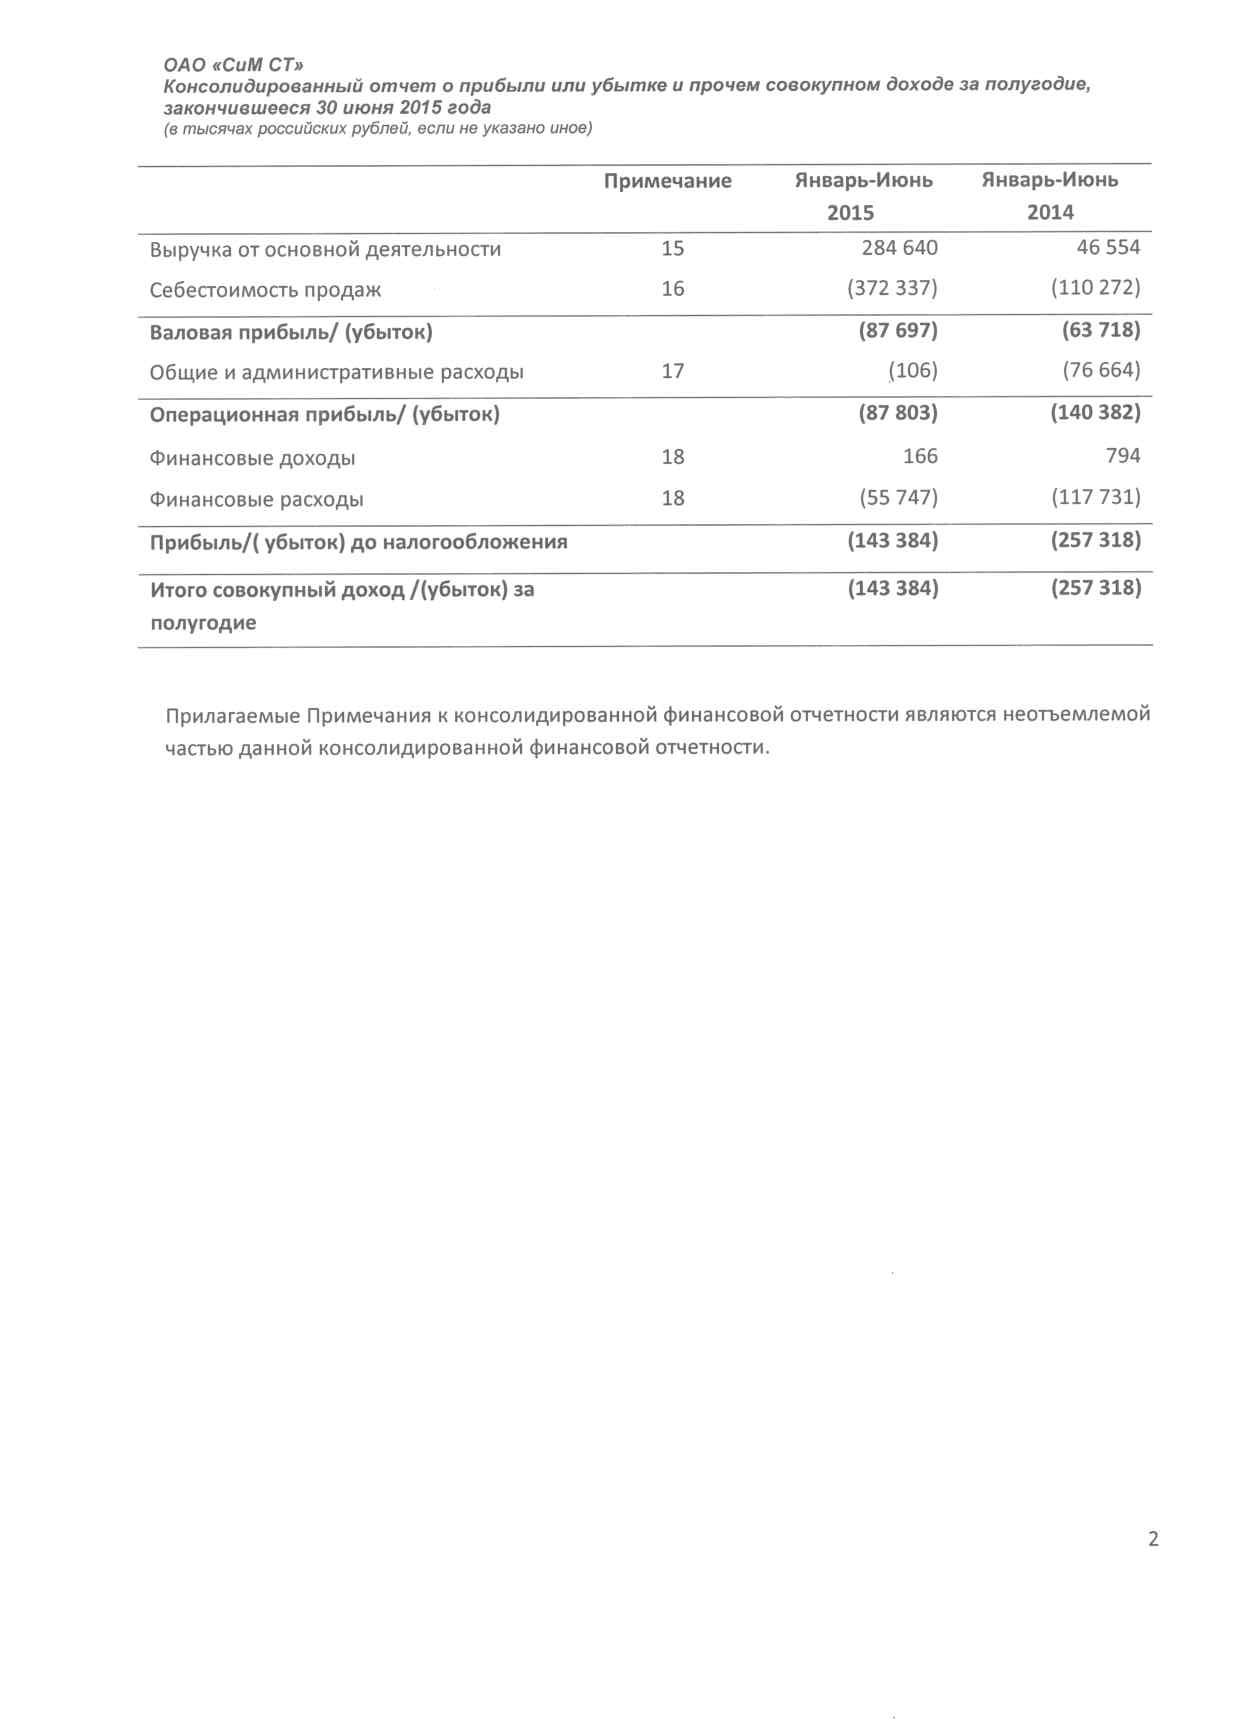 ОАО «СиМ СТ»
Консолидированный отчет о прибыли или убытке и прочем совокупном доходе за полугодие,
закончившееся 30 июня 2015 года
(в тысячах российских рублей, если не указано иное)
Примечание Январь-Июнь Январь-Июнь
2015 2014
Выручка от основной деятельности 15 284 640 46 554
Себестоимость продаж 16 (372 337) (110 272)
Валовая прибыль/ (убыток) (87 697) (63 718)
Общие и административные расходы 17 (106) (76 664)
Операционная прибыль/ (убыток) (87 803) (140 382)
Финансовые доходы 18 166 794
Финансовые расходы 18 (55 747) (117 731)
Прибыль/( убыток) до налогообложения (143 384) (257 318)
Итого совокупный доход /(убыток) за (143 384) (257 318)
полугодие
Прилагаемые Примечания к консолидированной финансовой отчетности являются неотъемлемой
частью данной консолидированной финансовой отчетности.
2